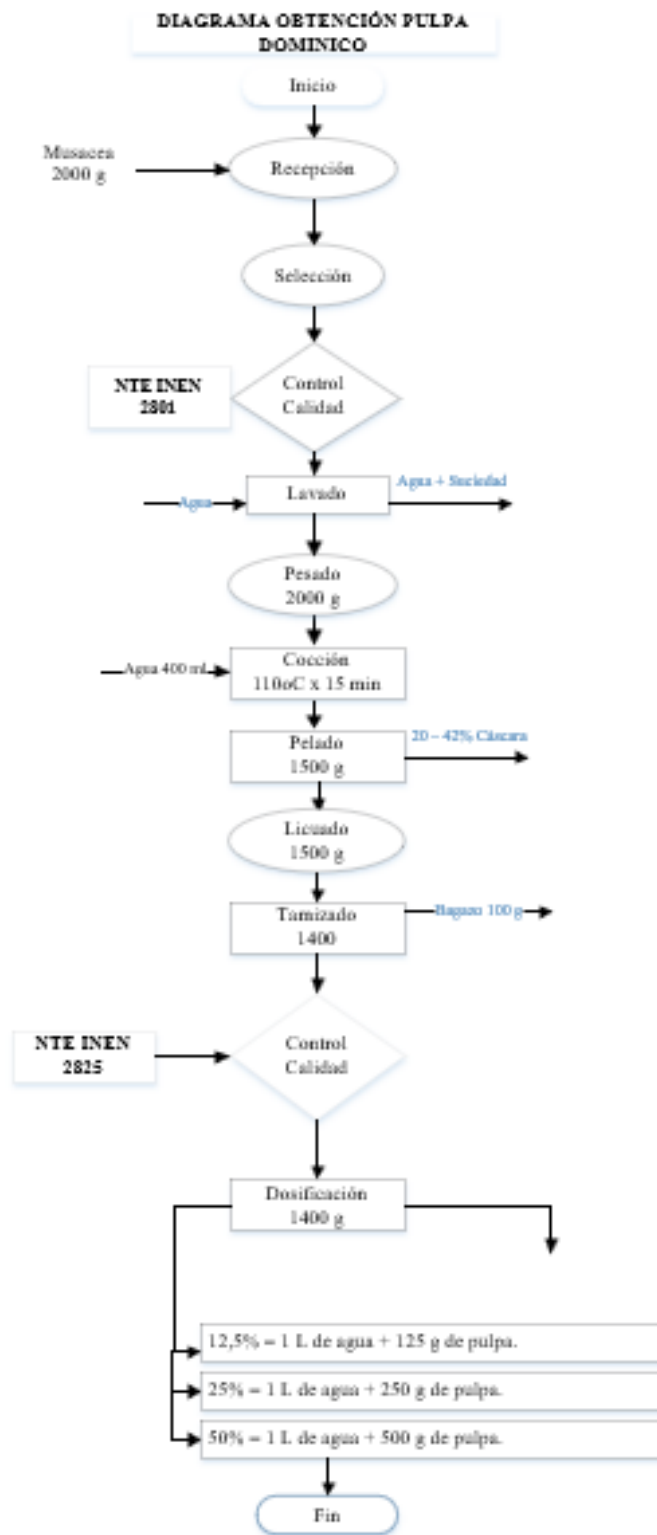 DIAGRAMA OBTENCIÓN PULPA
DOMINICO
Inicio
Musacea
2000 g
Recepción
Selección
NTE INEN
2801
Control
Calidad
Agua
Lavado
Agua + Suciedad
Pesado
2000 g
Agua 400 ml
Cocción
110oC x 15 min
Pelado
1500 g
20 – 42% Cáscara
Licuado
1500 g
Tamizado
1400
Bagazo 100 g
NTE INEN
2825
Control
Calidad
Dosificación
1400 g
12,5% = 1 L de agua + 125 g de pulpa.
25% = 1 L de agua + 250 g de pulpa.
50% = 1 L de agua + 500 g de pulpa.
Fin